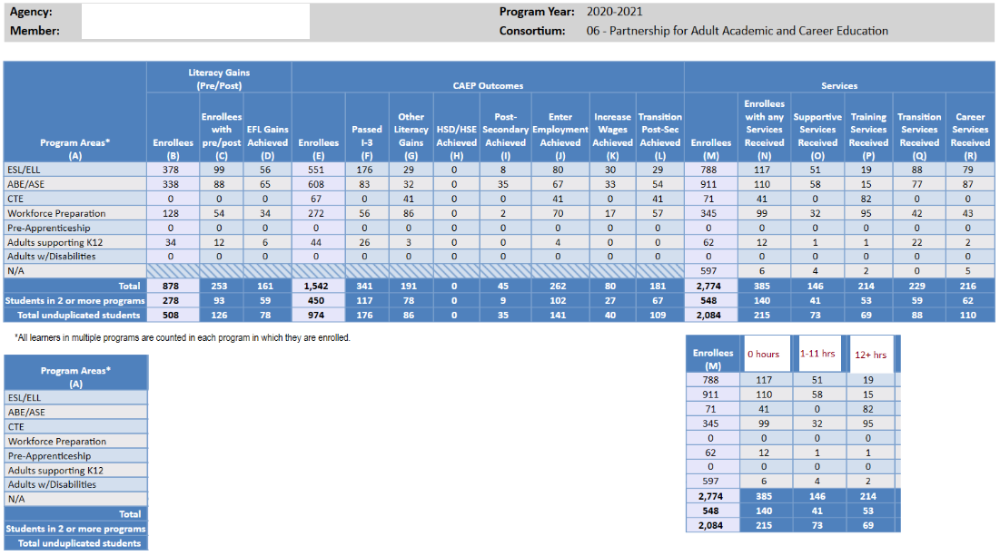 Agency: Program Year: 2020-2021
Member: Consortium: 06 - Partnership for Adult Academic and Career Education
Literacy Gains
(Pre/Post) CAEP Outcomes Services
Program Areas*
(A) Enrollees
(B) Enrollees
with
pre/post
(C) EFL Gains
Achieved
(D) Enrollees
(E) Passed
I-3
(F) Other
Literacy
Gains
(G) HSD/HSE
Achieved
(H) Post-
Secondary
Achieved
(I) Enter
Employment
Achieved
(J) Increase
Wages
Achieved
(K) Transition
Post-Sec
Achieved
(L) Enrollees
(M) Enrollees
with any
Services
Received
(N) Supportive
Services
Received
(O) Training
Services
Received
(P) Transition
Services
Received
(Q) Career
Services
Received
(R)
ESL/ELL 378 99 56 551 176 29 0 8 80 30 29 788 117 51 19 88 79
ABE/ASE 338 88 65 608 83 32 0 35 67 33 54 911 110 58 15 77 87
CTE 0 0 0 67 0 41 0 0 41 0 41 71 41 0 82 0 0
Workforce Preparation 128 54 34 272 56 86 0 2 70 17 57 345 99 32 95 42 43
Pre-Apprenticeship 0 0 0 0 0 0 0 0 0 0 0 0 0 0 0 0 0
Adults supporting K12 34 12 6 44 26 3 0 0 4 0 0 62 12 1 1 22 2
Adults w/Disabilities 0 0 0 0 0 0 0 0 0 0 0 0 0 0 0 0 0
N/A 597 6 4 2 0 5
Total 878 253 161 1,542 341 191 0 45 262 80 181 2,774 385 146 214 229 216
Students in 2 or more programs 278 93 59 450 117 78 0 9 102 27 67 548 140 41 53 59 62
Total unduplicated students 508 126 78 974 176 86 0 35 141 40 109 2,084 215 73 69 88 110
*All learners in multiple programs are counted in each program in which they are enrolled.
Program Areas*
(A)
ESL/ELL
ABE/ASE
CTE
Workforce Preparation
Pre-Apprenticeship
Adults supporting K12
Adults w/Disabilities
N/A
Total
Students in 2 or more programs
Total unduplicated students
Enrollees
(M) 0 hours 1-11 hrs 12+ hrs
788 117 51 19
911 110 58 15
71 41 0 82
345 99 32 95
0 0 0 0
62 12 1 1
0 0 0 0
597 6 4 2
2,774 385 146 214
548 140 41 53
2,084 215 73 69